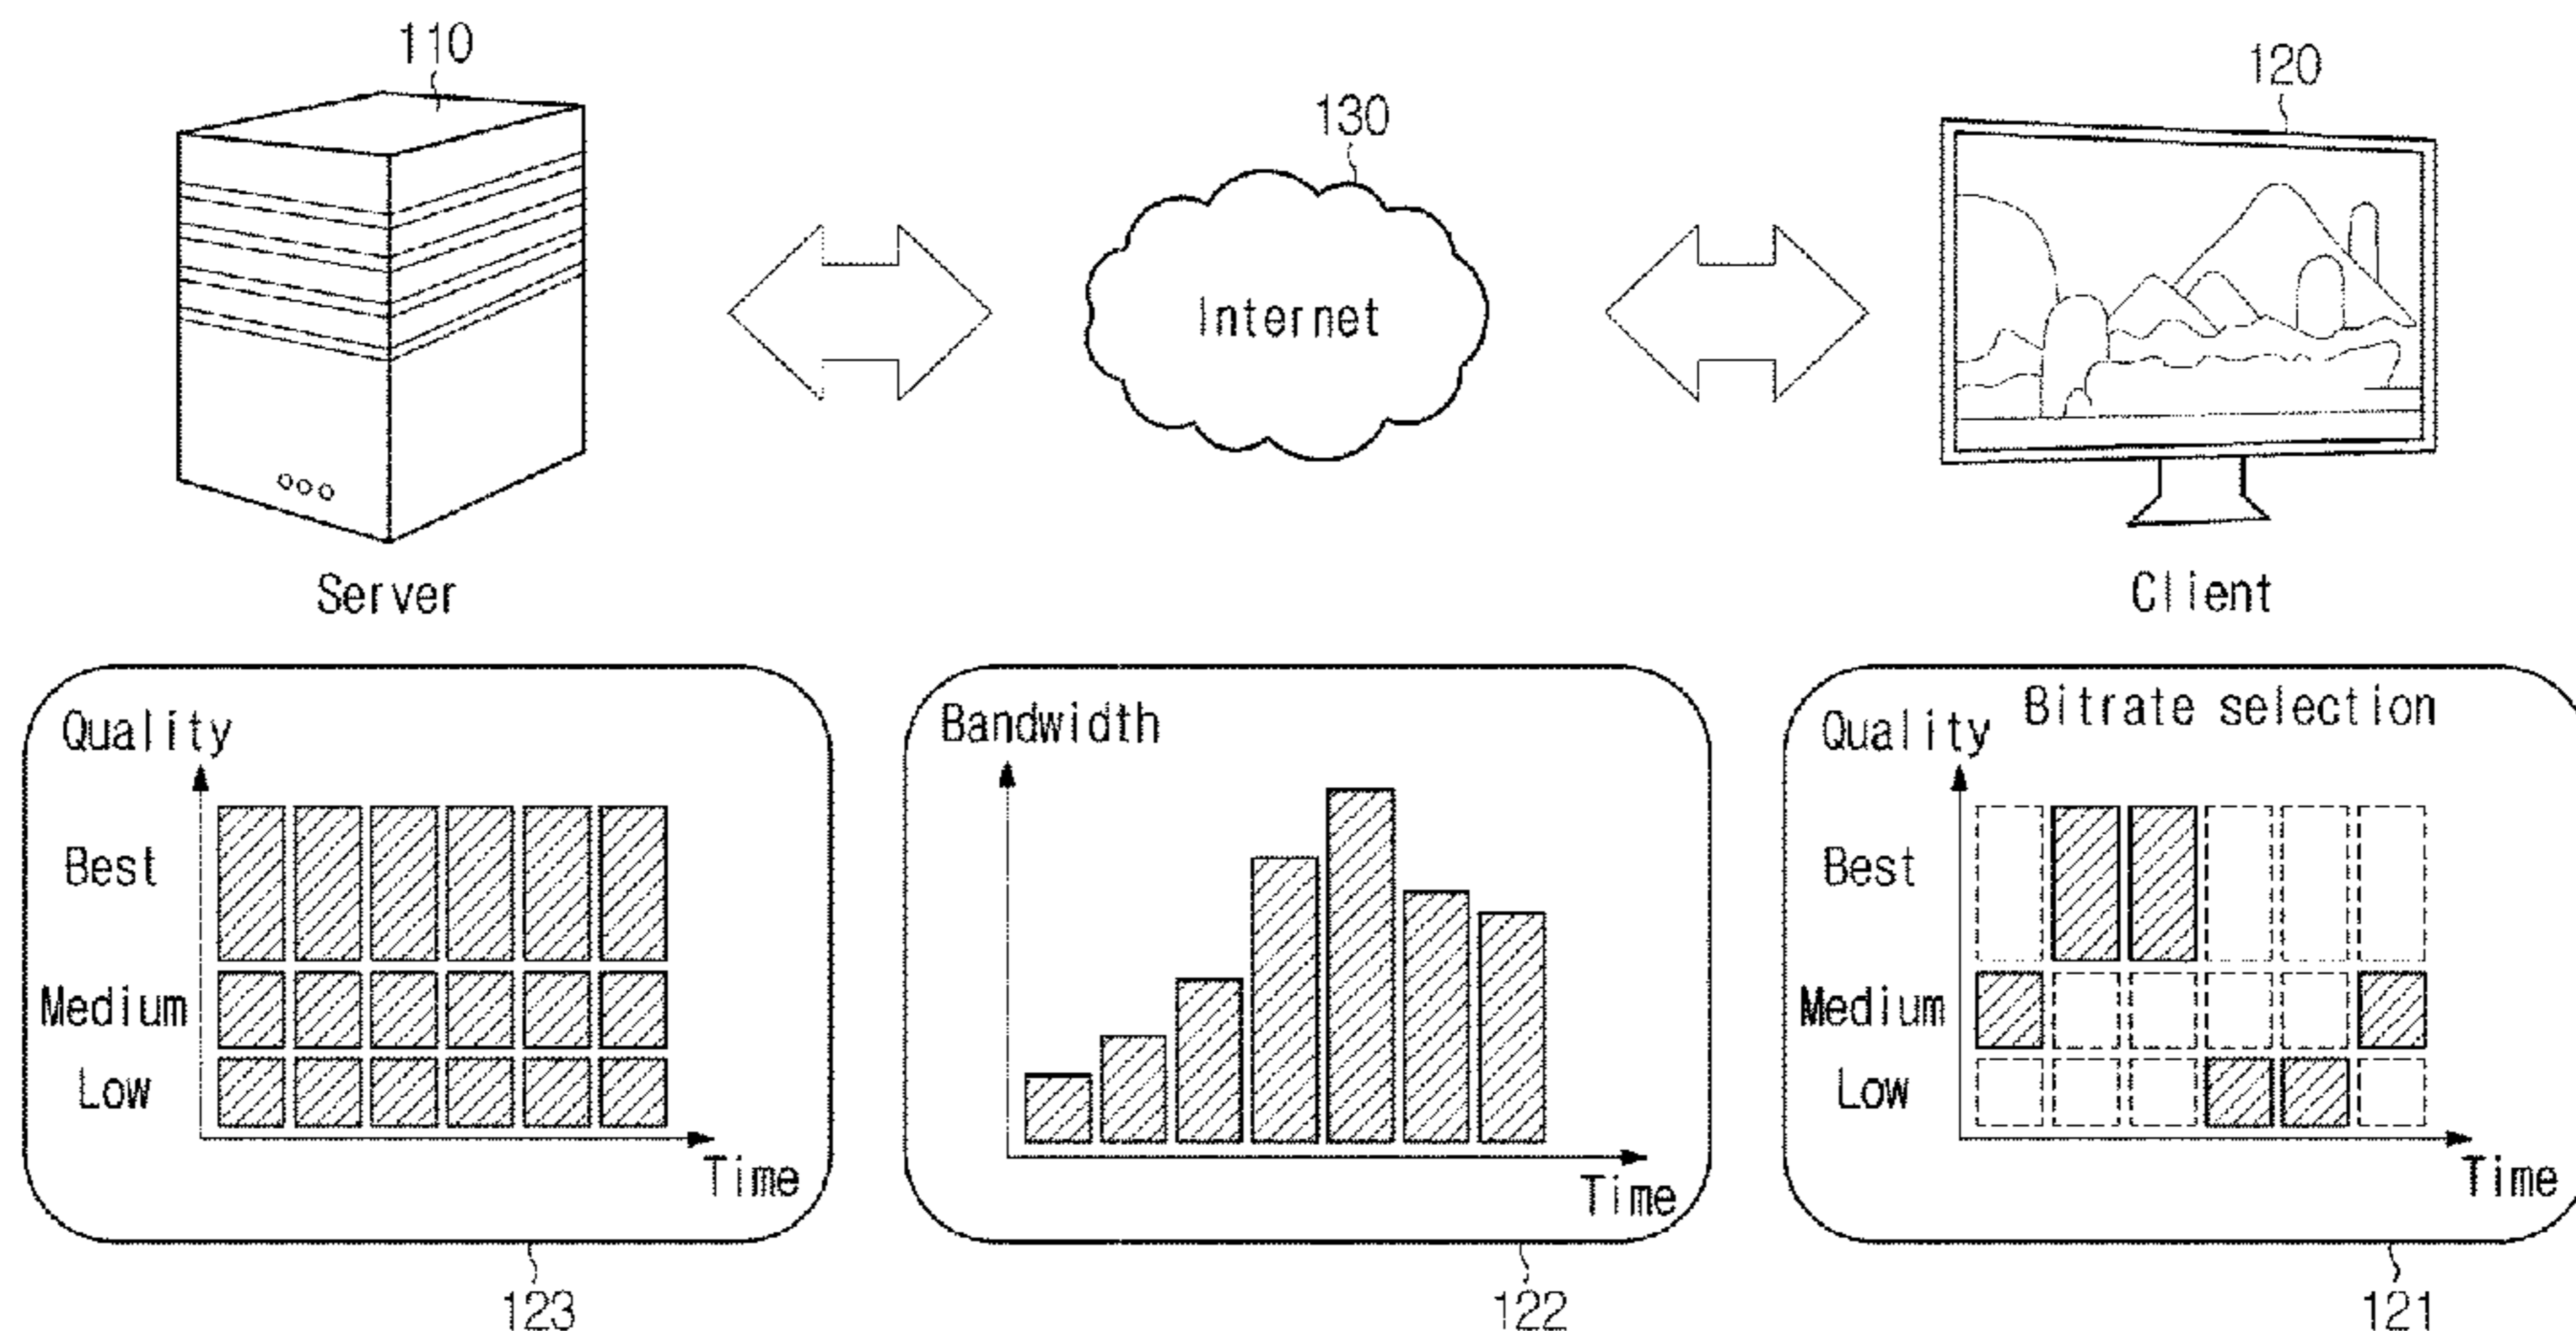 110
130
120
Internet
Server
Client
Quality
Best
Medium
Low
Time
123
Bandwidth
Time
122
Bitrate selection
Quality
Best
Medium
Low
Time
121